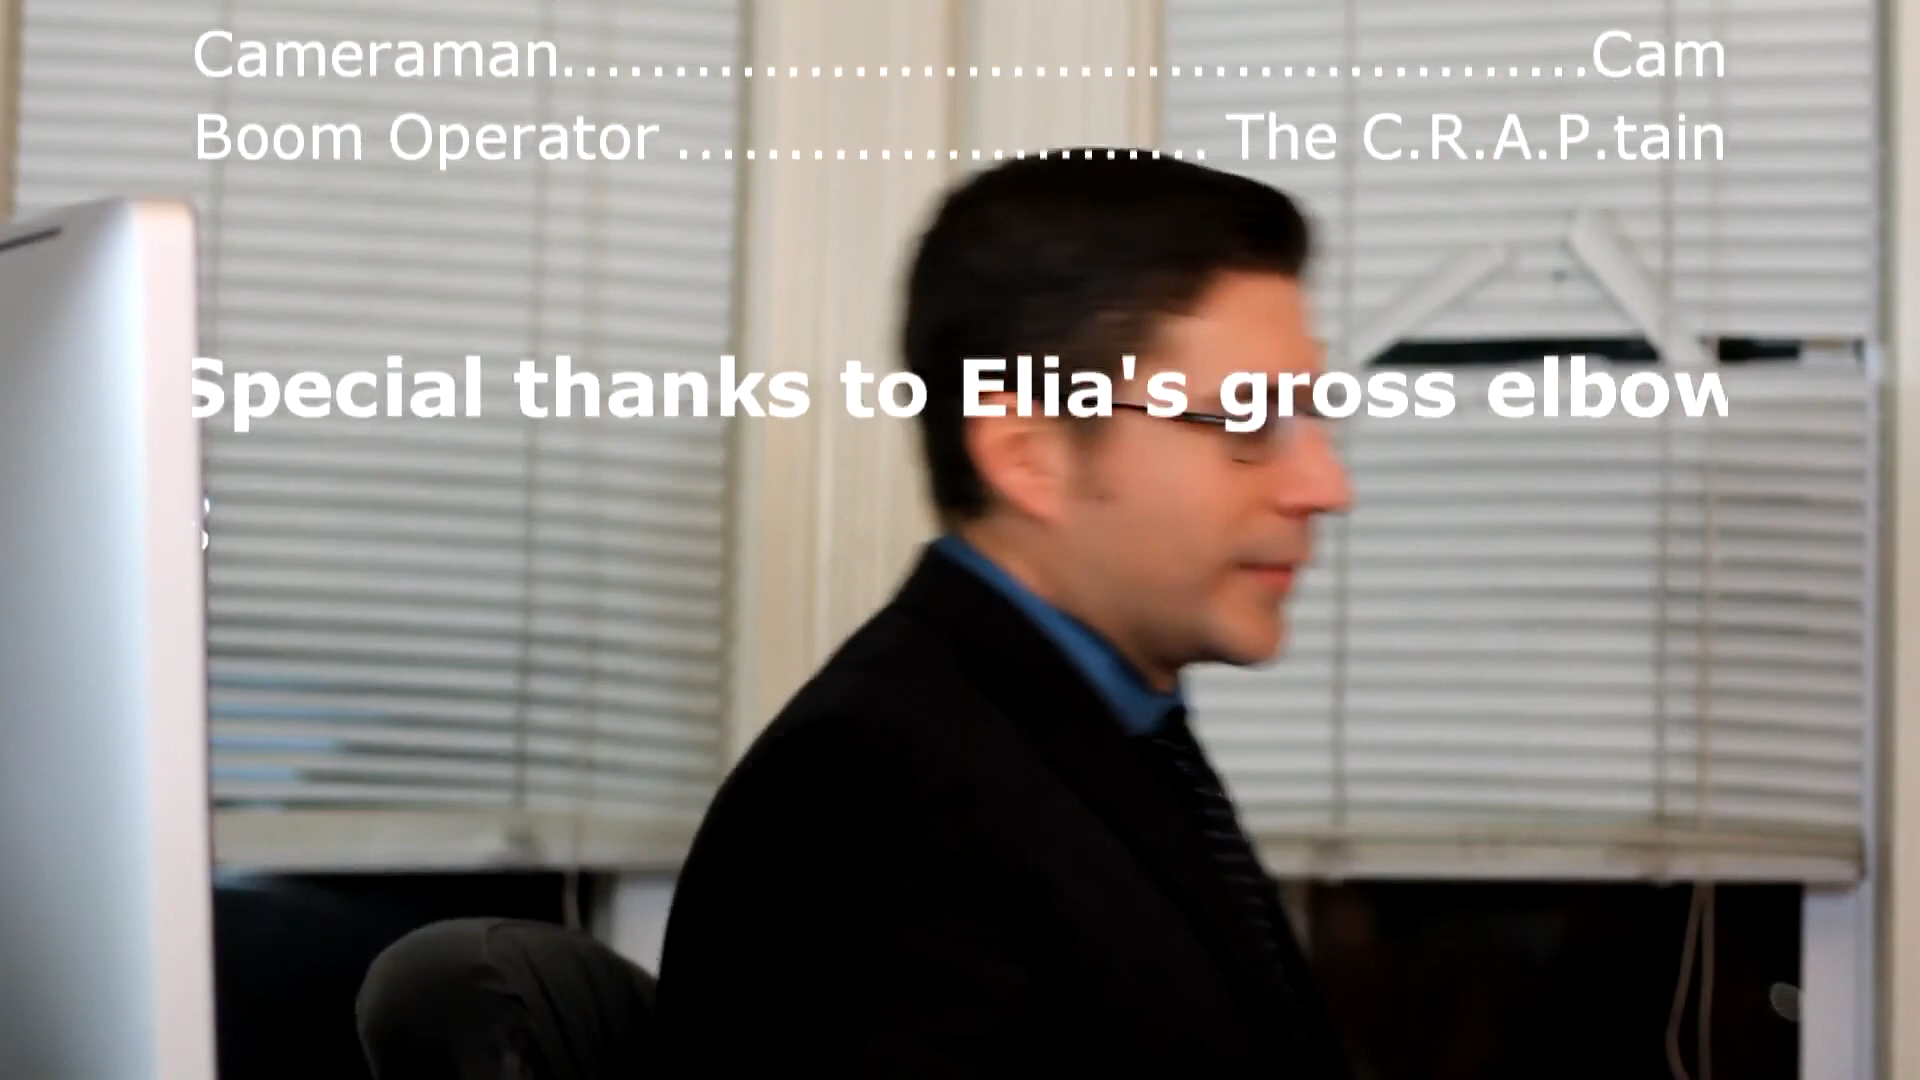 Cameraman...............................................Cam
Boom Operator ........................ The C.R.A.P.tain
Special thanks to Elia's gross elbow